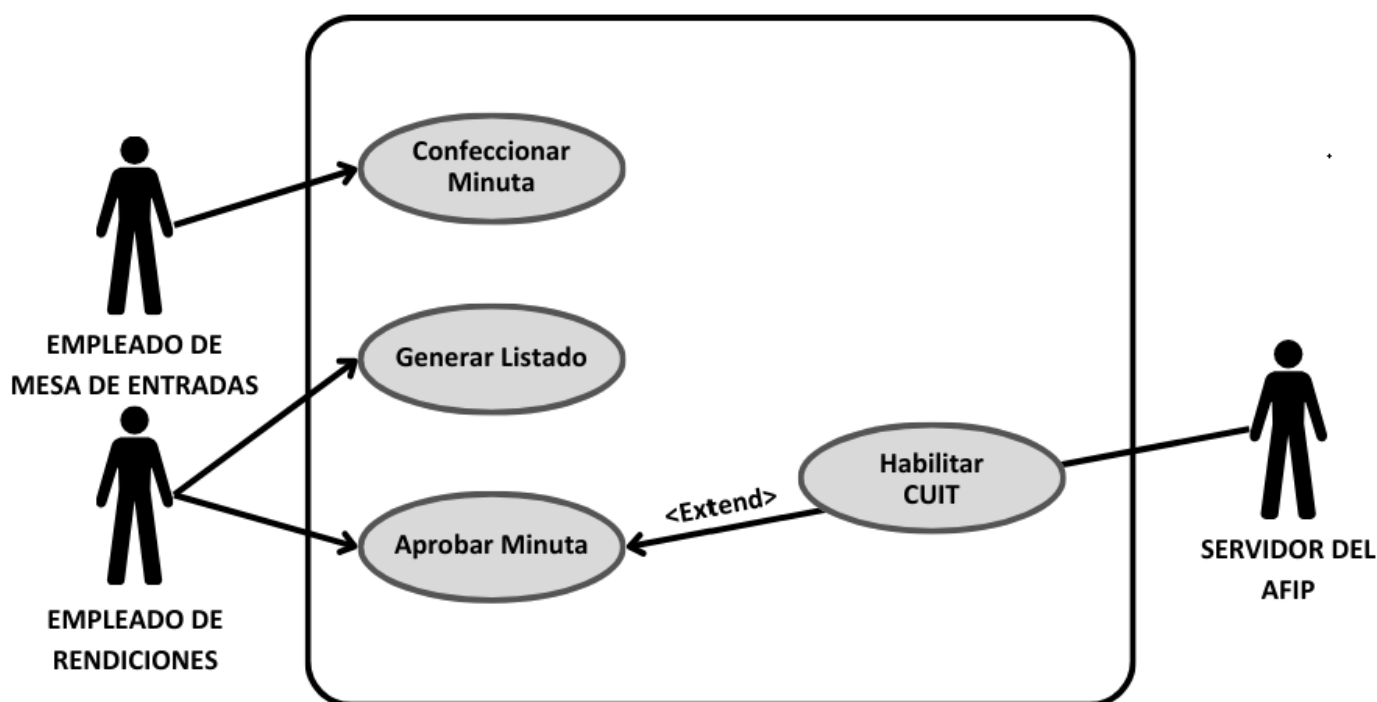 Confeccionar
Minuta
EMPLEADO DE
MESA DE ENTRADAS
Generar Listado
Habilitar
CUIT
<Extend>
Aprobar Minuta
SERVIDOR DEL
AFIP
EMPLEADO DE
RENDICIONES